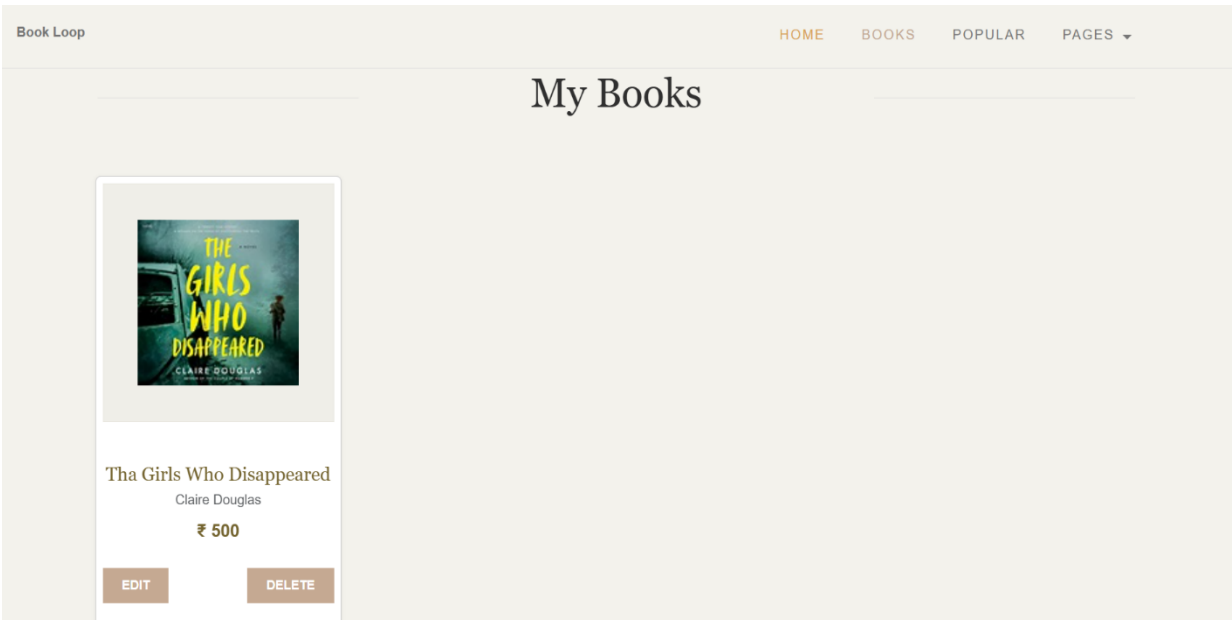 Book Loop
HOME BOOKS POPULAR PAGES
My Books
THE
A NOVEL
GIRLS
WHO
DISAPPEARED
CLAIRE DOUGLAS
Tha Girls Who Disappeared
Claire Douglas
₹ 500
EDIT DELETE